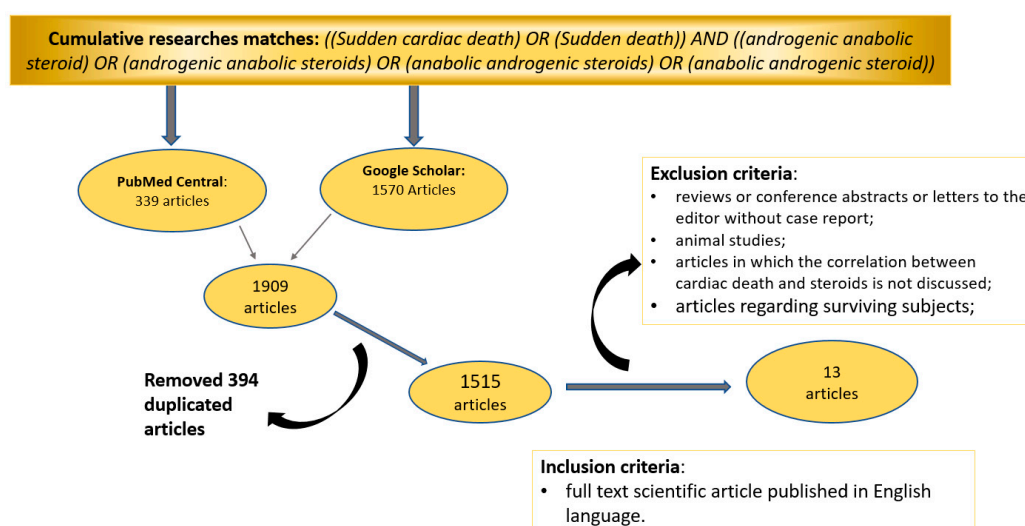 Cumulative researches matches: ((Sudden cardiac death) OR (Sudden death)) AND ((androgenic anabolic
steroid) OR (androgenic anabolic steroids) OR (anabolic androgenic steroids) OR (anabolic androgenic steroid))
PubMed Central:
339 articles
Google Scholar:
1570 Articles
1909
articles
Removed 394
duplicated
articles
1515
articles
Exclusion criteria:
• reviews or conference abstracts or letters to the
editor without case report;
• animal studies;
• articles in which the correlation between
cardiac death and steroids is not discussed;
• articles regarding surviving subjects;
13
articles
Inclusion criteria:
• full text scientific article published in English
language.